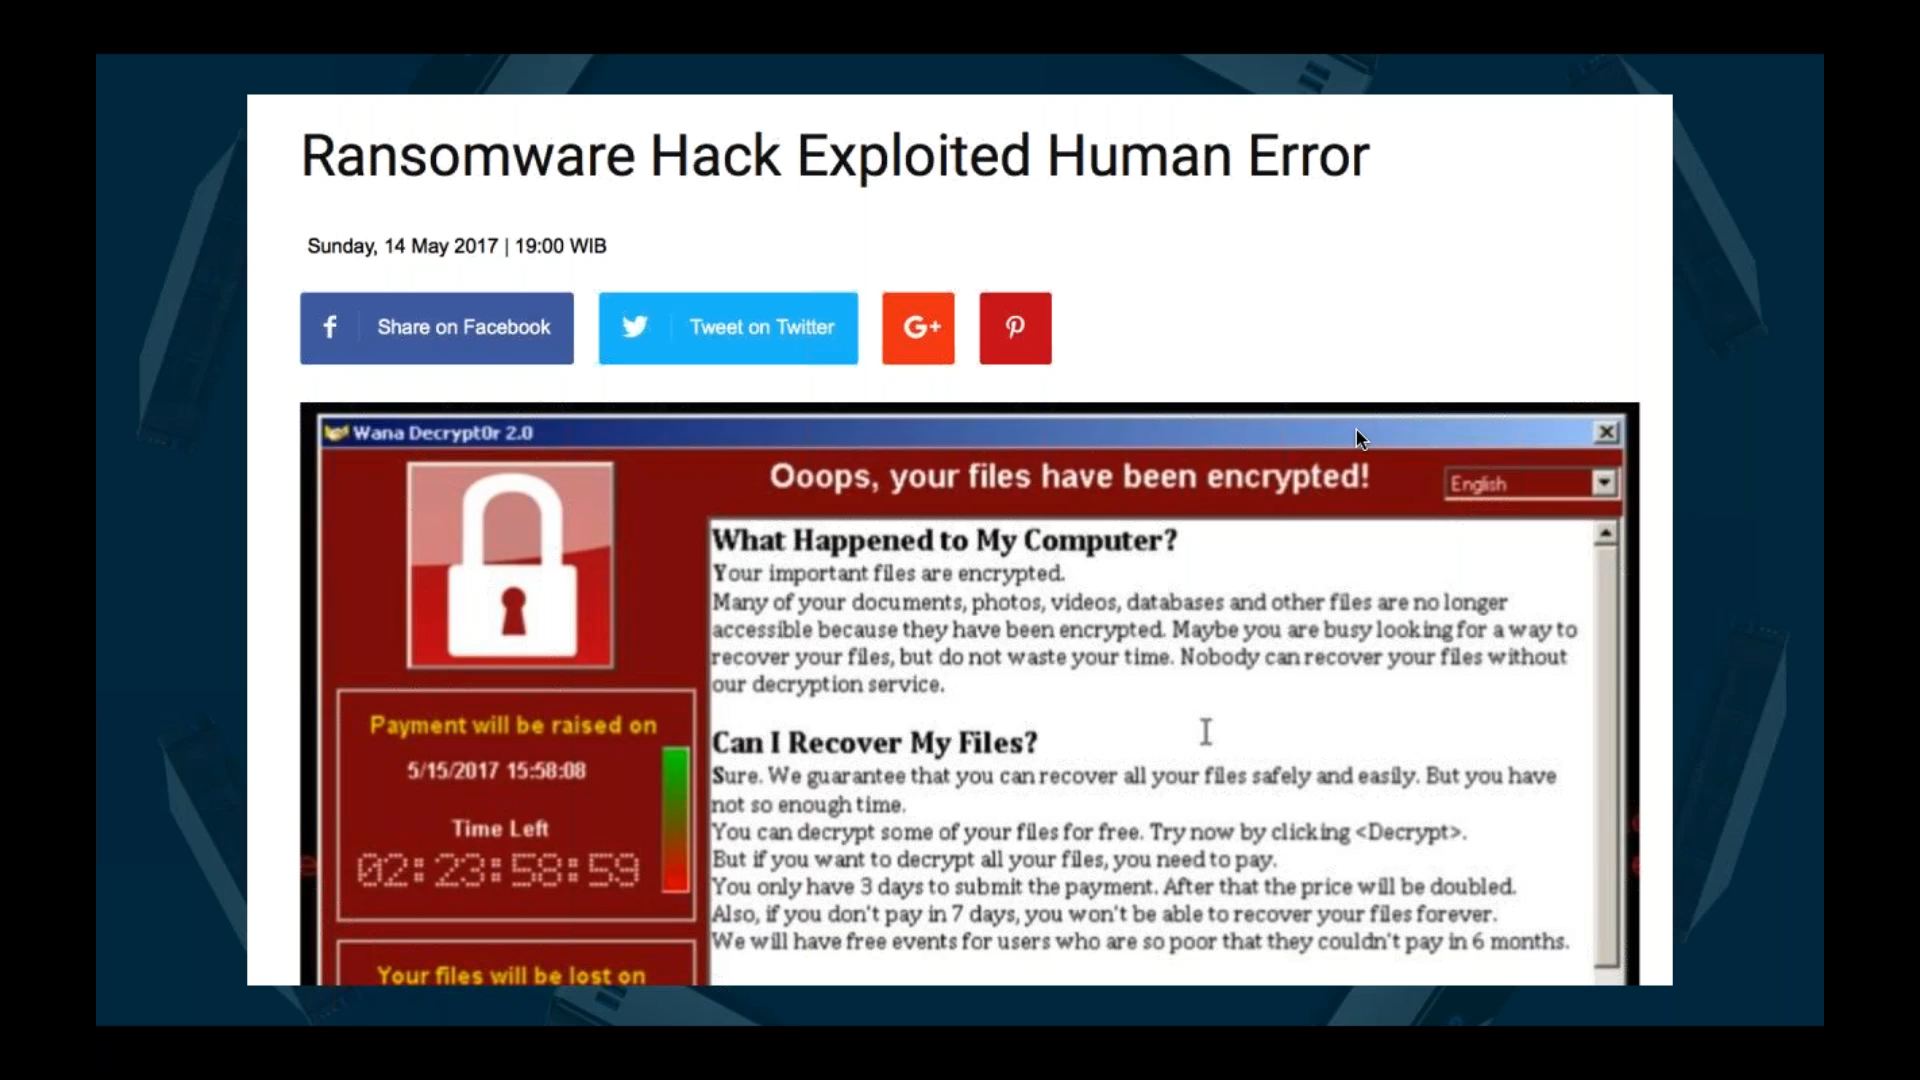 Ransomware Hack Exploited Human Error
Sunday, 14 May 2017 | 19:00 WIB
f Share on Facebook
Tweet on Twitter
G+
Wana Decrypt0r 2.0
Ooops, your files have been encrypted!
English
What Happened to My Computer?
Your important files are encrypted.
Many of your documents, photos, videos, databases and other files are no longer
accessible because they have been encrypted. Maybe you are busy looking for a way to
recover your files, but do not waste your time. Nobody can recover your files without
our decryption service.
Can I Recover My Files?
Sure. We guarantee that you can recover all your files safely and easily. But you have
not so enough time.
You can decrypt some of your files for free. Try now by clicking <Decrypt>.
But if you want to decrypt all your files, you need to pay.
You only have 3 days to submit the payment. After that the price will be doubled.
Also, if you don't pay in 7 days, you won't be able to recover your files forever.
We will have free events for users who are so poor that they couldn't pay in 6 months.
Payment will be raised on
5/15/2017 15:58:08
Time Left
02:23:58:59
Your files will be lost on